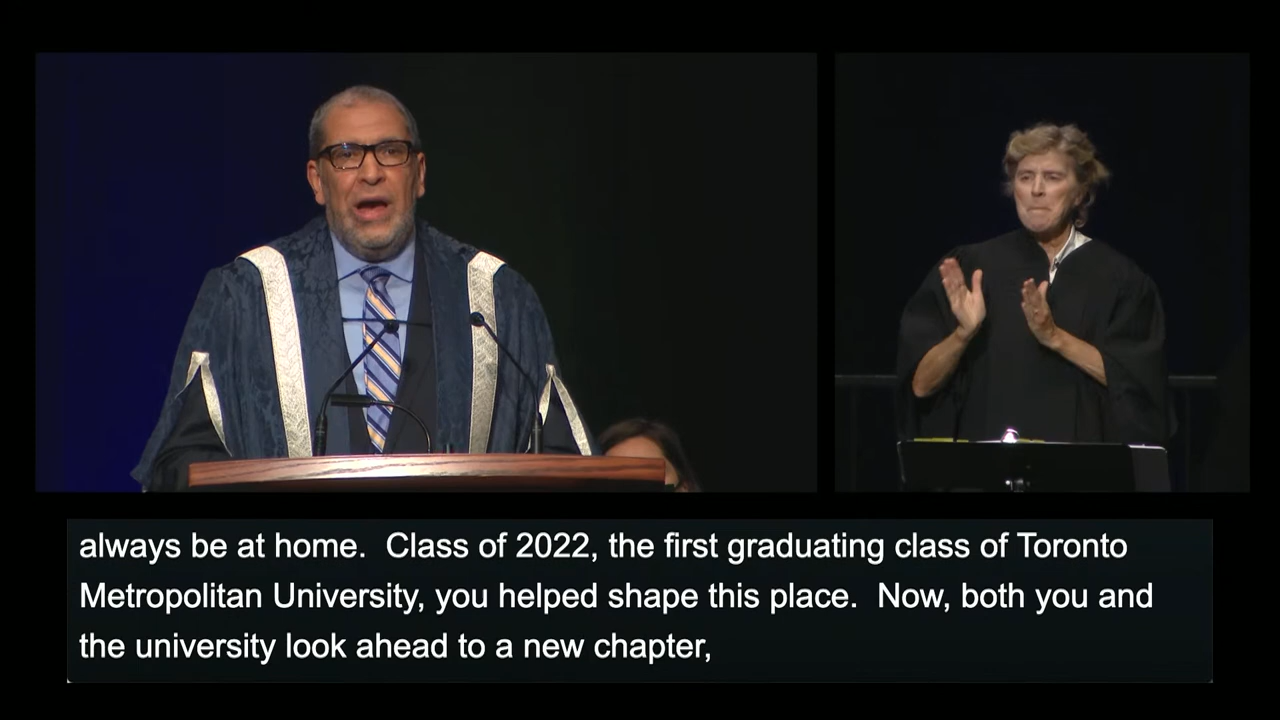 always be at home.  Class of 2022, the first graduating class of Toronto
Metropolitan University, you helped shape this place.  Now, both you and
the university look ahead to a new chapter,